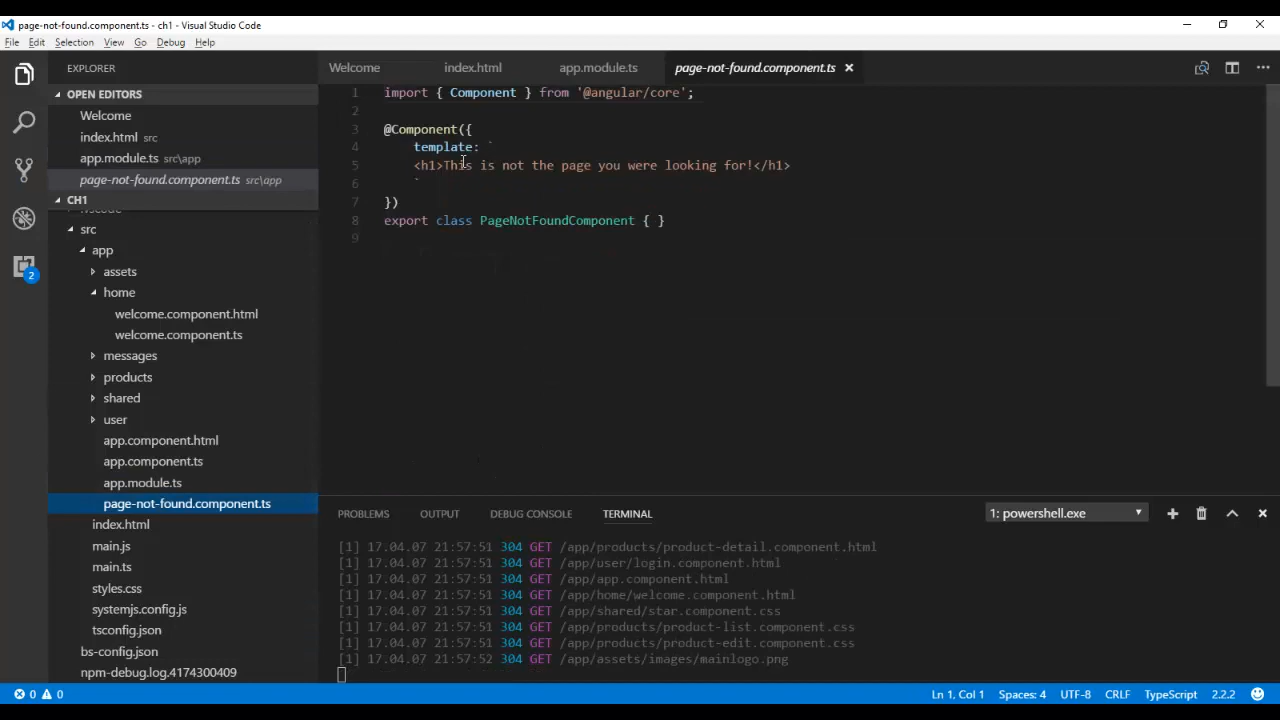 page-not-found.component.ts - ch1 - Visual Studio Code
File Edit Selection View Go Debug Help
EXPLORER
OPEN EDITORS
Welcome
index.html src
app.module.ts src\app
page-not-found.component.ts src\app
CH1
.vscode
src
app
assets
home
welcome.component.html
welcome.component.ts
messages
products
shared
user
app.component.html
app.component.ts
app.module.ts
page-not-found.component.ts
index.html
main.js
main.ts
styles.css
systemjs.config.js
tsconfig.json
bs-config.json
npm-debug.log.4174300409
2
Welcome index.html app.module.ts page-not-found.component.ts
1 import { Component } from '@angular/core';
2
3 @Component({
4 template: `
5 <h1>This is not the page you were looking for!</h1>
6 `
7 })
8 export class PageNotFoundComponent { }
9
PROBLEMS OUTPUT DEBUG CONSOLE TERMINAL 1: powershell.exe
[1] 17.04.07 21:57:51 304 GET /app/products/product-detail.component.html
[1] 17.04.07 21:57:51 304 GET /app/user/login.component.html
[1] 17.04.07 21:57:51 304 GET /app/app.component.html
[1] 17.04.07 21:57:51 304 GET /app/home/welcome.component.html
[1] 17.04.07 21:57:51 304 GET /app/shared/star.component.css
[1] 17.04.07 21:57:51 304 GET /app/products/product-list.component.css
[1] 17.04.07 21:57:51 304 GET /app/products/product-edit.component.css
[1] 17.04.07 21:57:52 304 GET /app/assets/images/mainlogo.png
0 0 Ln 1, Col 1 Spaces: 4 UTF-8 CRLF TypeScript 2.2.2